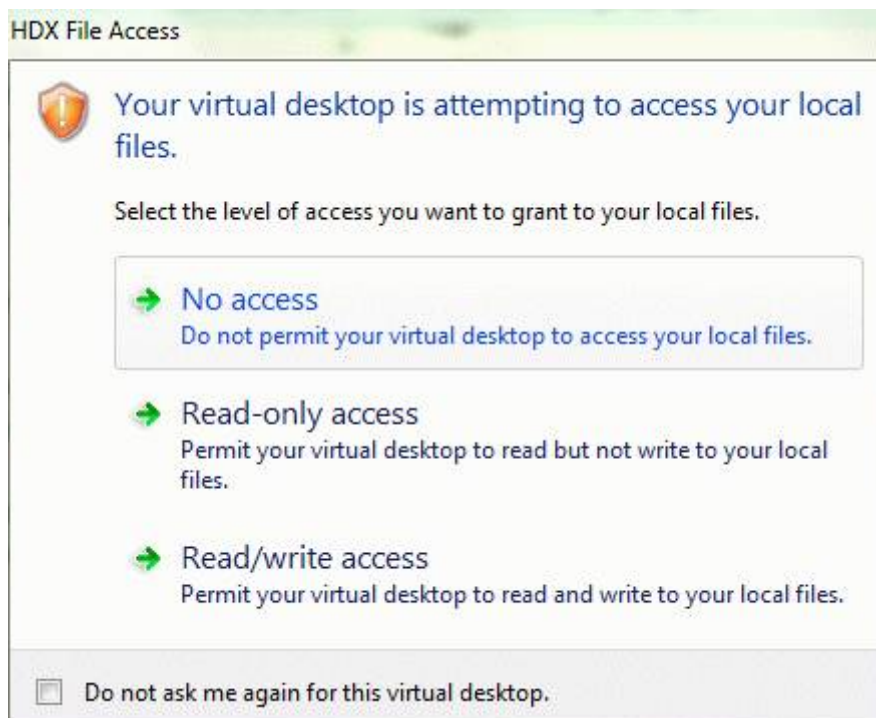 HDX File Access
Your virtual desktop is attempting to access your local
files.
Select the level of access you want to grant to your local files.
No access
Do not permit your virtual desktop to access your local files.
Read-only access
Permit your virtual desktop to read but not write to your local
files.
Read/write access
Permit your virtual desktop to read and write to your local files.
Do not ask me again for this virtual desktop.